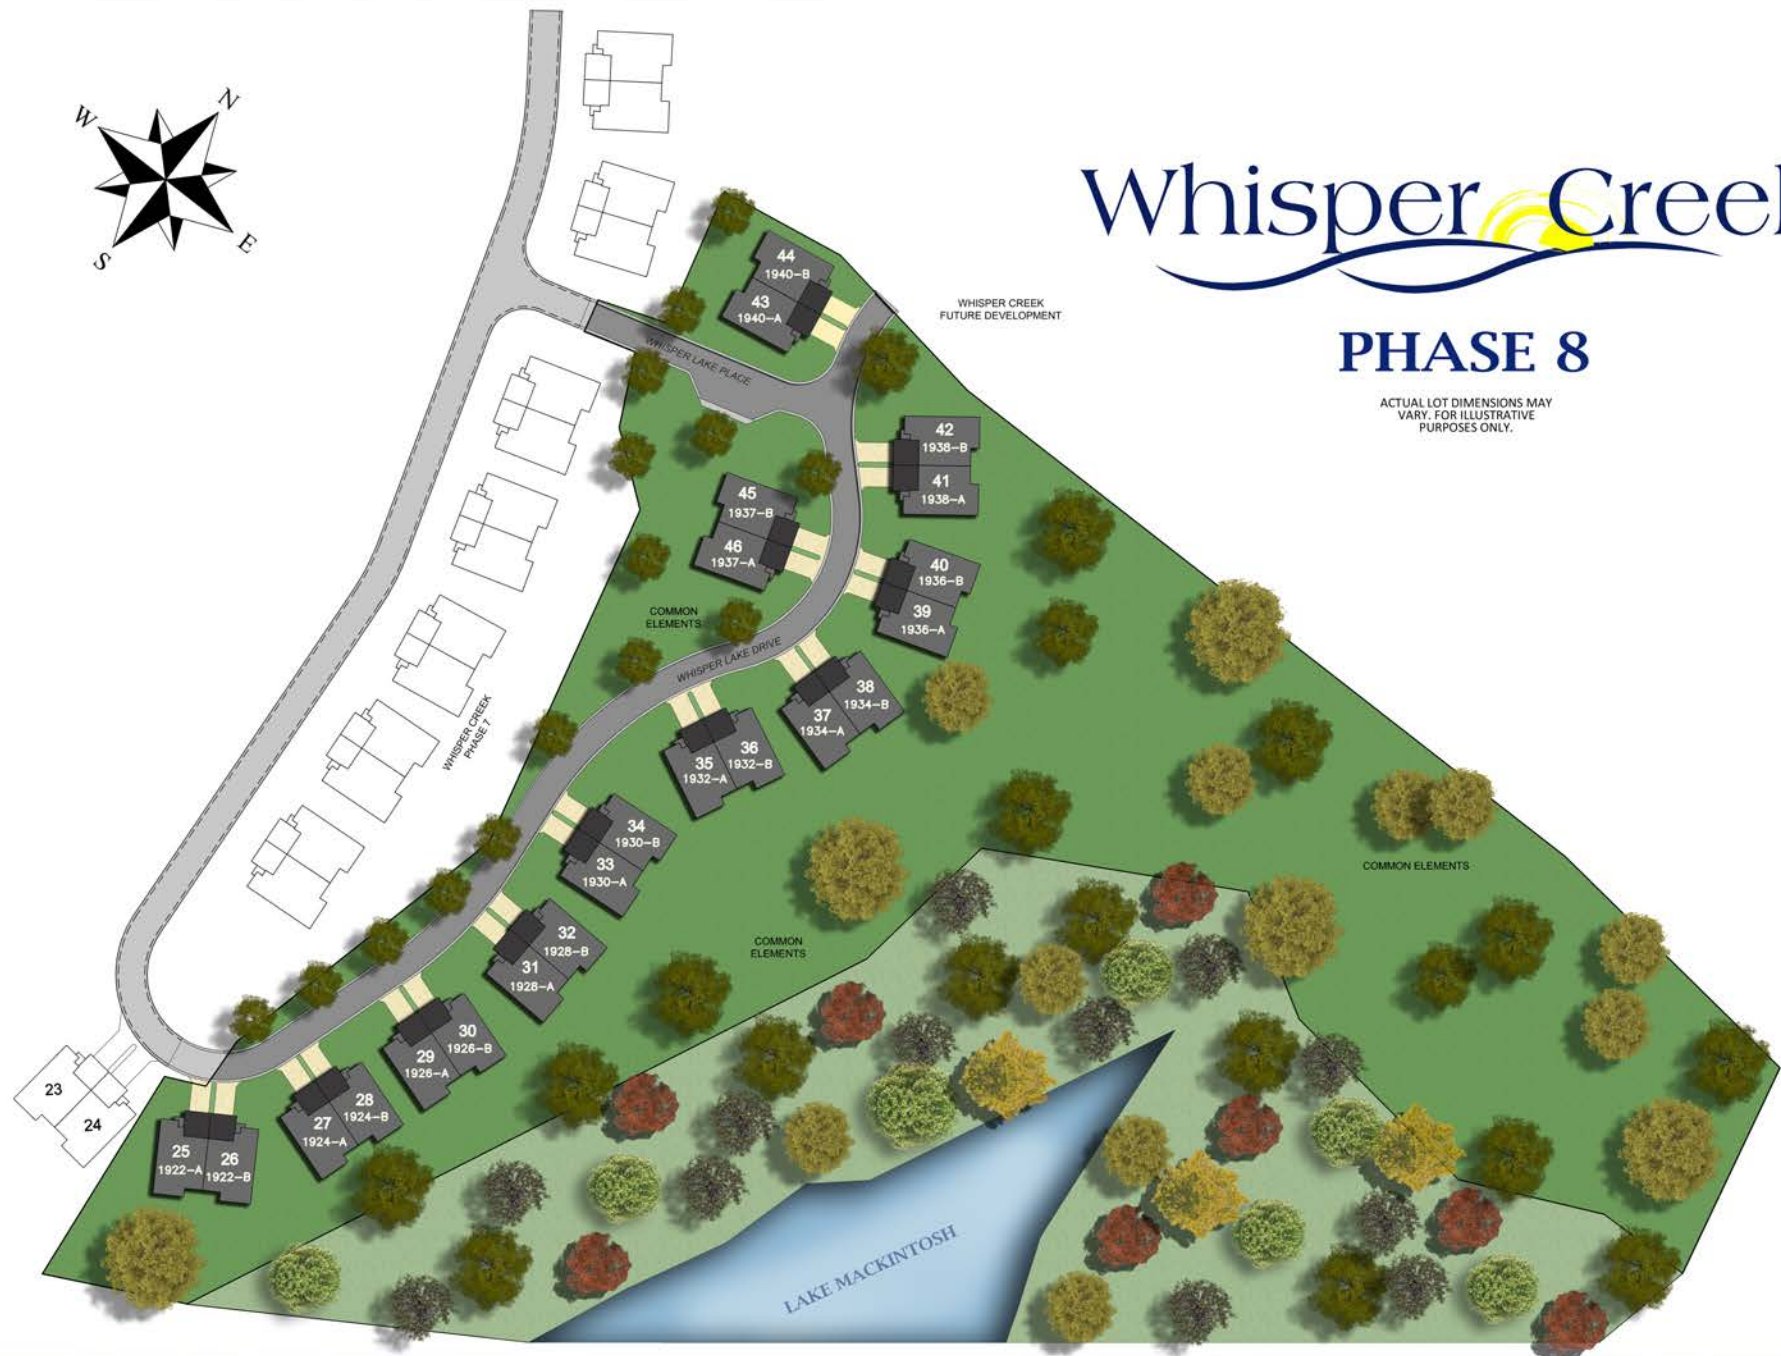 N
W
E
S
Whisper Creek
PHASE 8
ACTUAL LOT DIMENSIONS MAY
VARY. FOR ILLUSTRATIVE
PURPOSES ONLY.
WHISPER CREEK
FUTURE DEVELOPMENT
44
1940-B
43
1940-A
WHISPER LAKE PLACE
42
1938-B
41
1938-A
45
1937-B
46
1937-A
40
1936-B
39
1936-A
COMMON
ELEMENTS
WHISPER LAKE DRIVE
38
1934-B
37
1934-A
36
1932-B
35
1932-A
WHISPER CREEK
PHASE 7
34
1930-B
33
1930-A
COMMON ELEMENTS
32
1928-B
31
1928-A
COMMON
ELEMENTS
30
1926-B
29
1926-A
28
1924-B
27
1924-A
23
24
25
1922-A
26
1922-B
LAKE MACKINTOSH